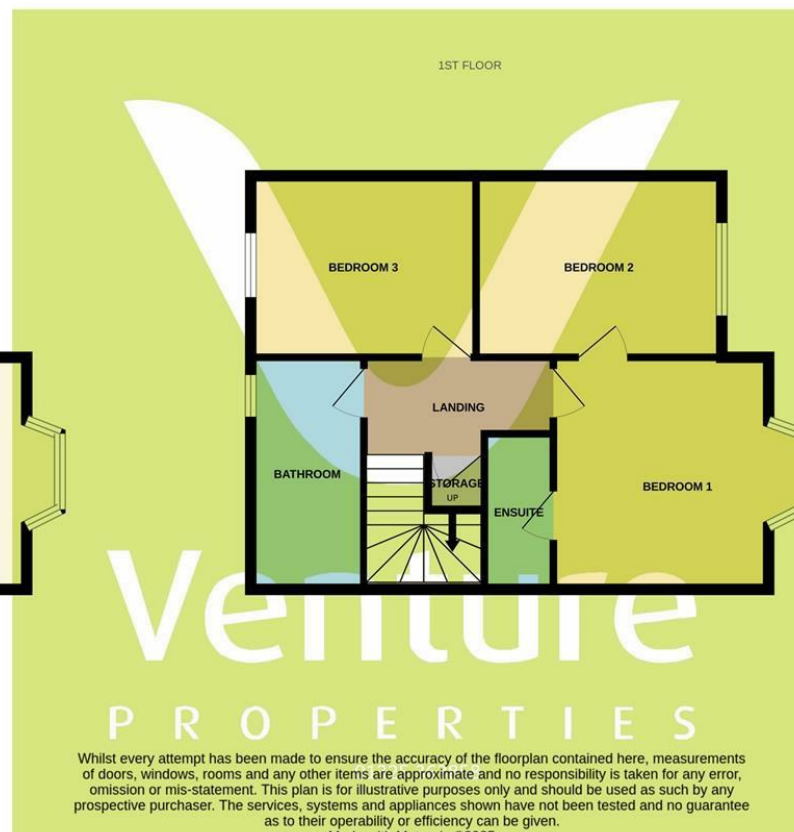 1ST FLOOR
BEDROOM 3
BEDROOM 2
LANDING
BATHROOM
STORAGE
UP
ENSUITE
BEDROOM 1
Venture
PROPERTIES
Whilst every attempt has been made to ensure the accuracy of the floorplan contained here, measurements
of doors, windows, rooms and any other items are approximate and no responsibility is taken for any error,
omission or mis-statement. This plan is for illustrative purposes only and should be used as such by any
prospective purchaser. The services, systems and appliances shown have not been tested and no guarantee
as to their operability or efficiency can be given.